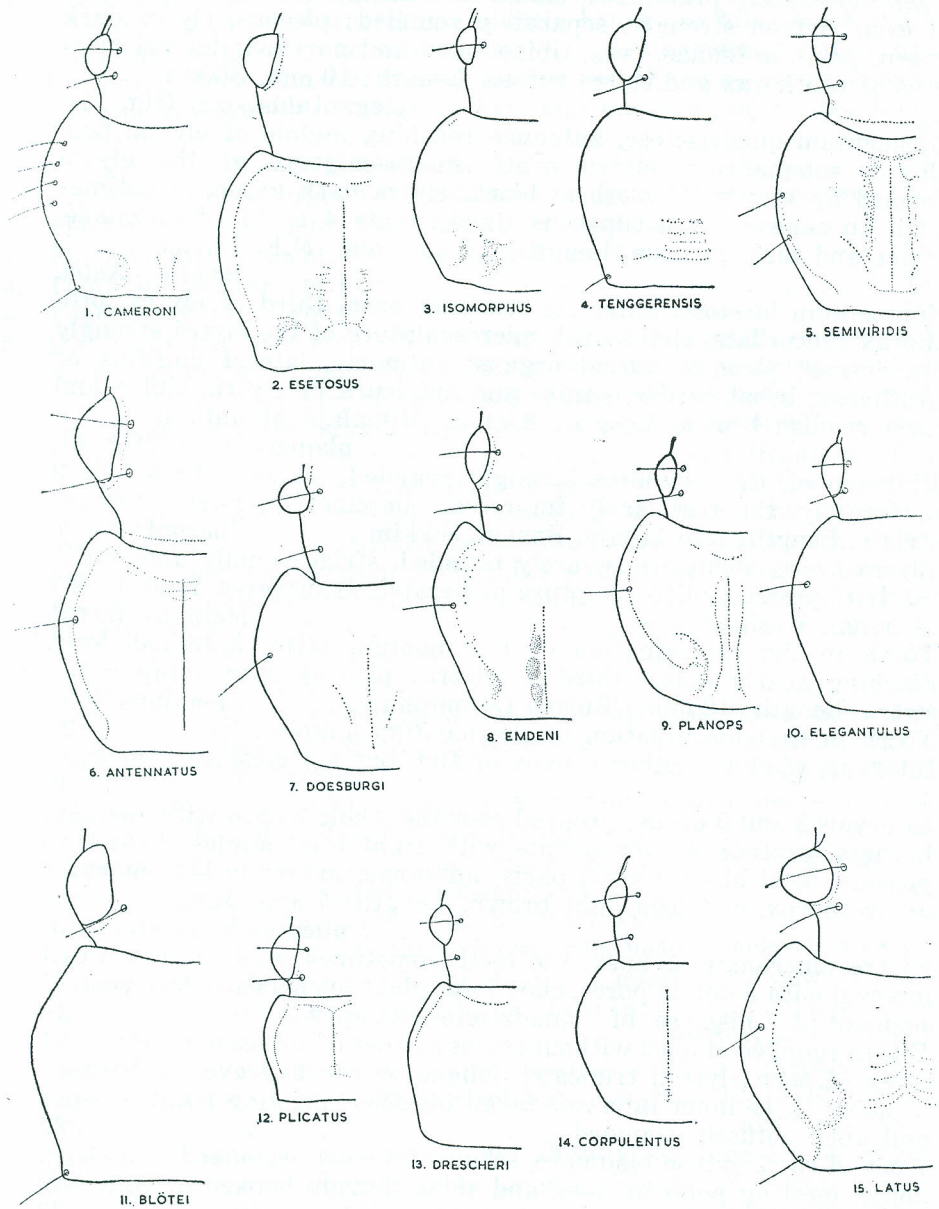 1. CAMERONI
2. ESETOSUS
3. ISOMORPHUS
4. TENGGERENSIS
5. SEMIVIRIDIS
6. ANTENNATUS
7. DOESBURGI
8. EMDENI
9. PLANOPS
10. ELEGANTULUS
11. BLÖTEI
12. PLICATUS
13. DRESCHERI
14. CORPULENTUS
15. LATUS